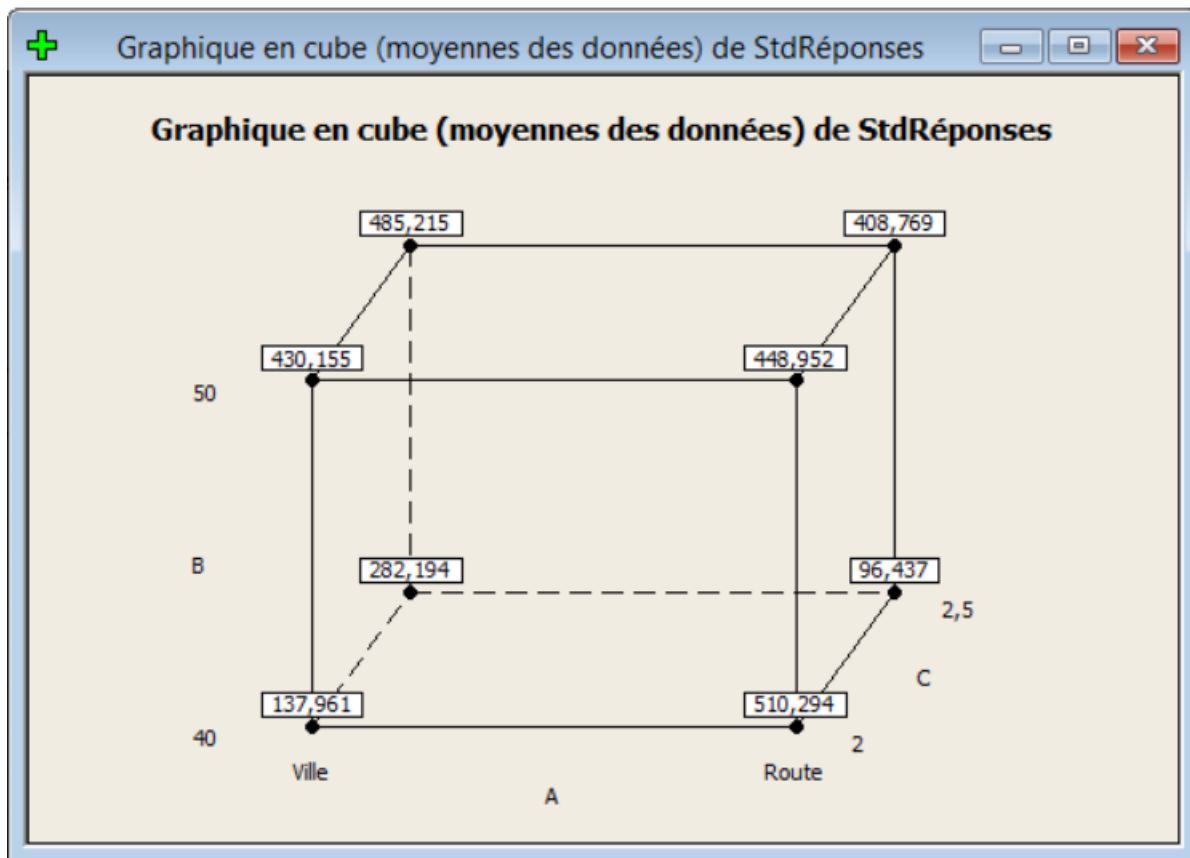 Graphique en cube (moyennes des données) de StdRéponses
Graphique en cube (moyennes des données) de StdRéponses
485,215 408,769
430,155 448,952
50
B
282,194 96,437
2,5
C
137,961 510,294
40
2
Ville Route
A